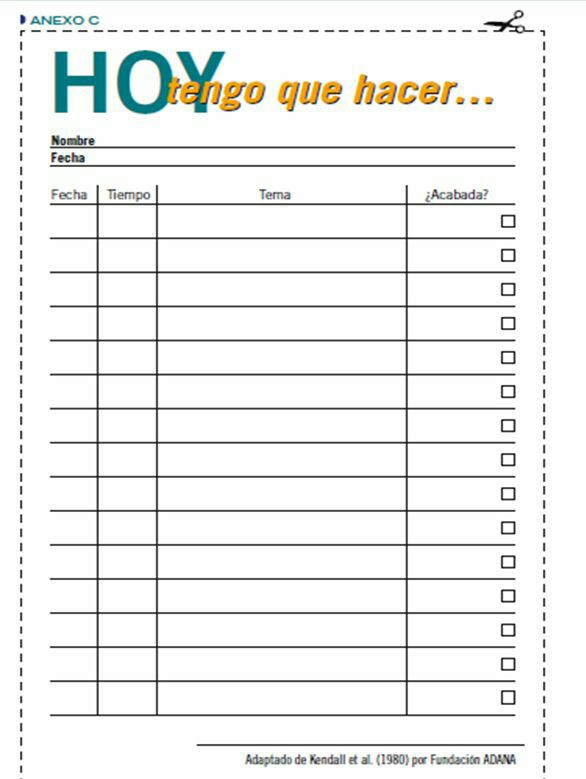 ANEXO C
HOY tengo que hacer...
Nombre
Fecha
Fecha Tiempo Tema ¿Acabada?
Adaptado de Kendall et al. (1980) por Fundación ADANA